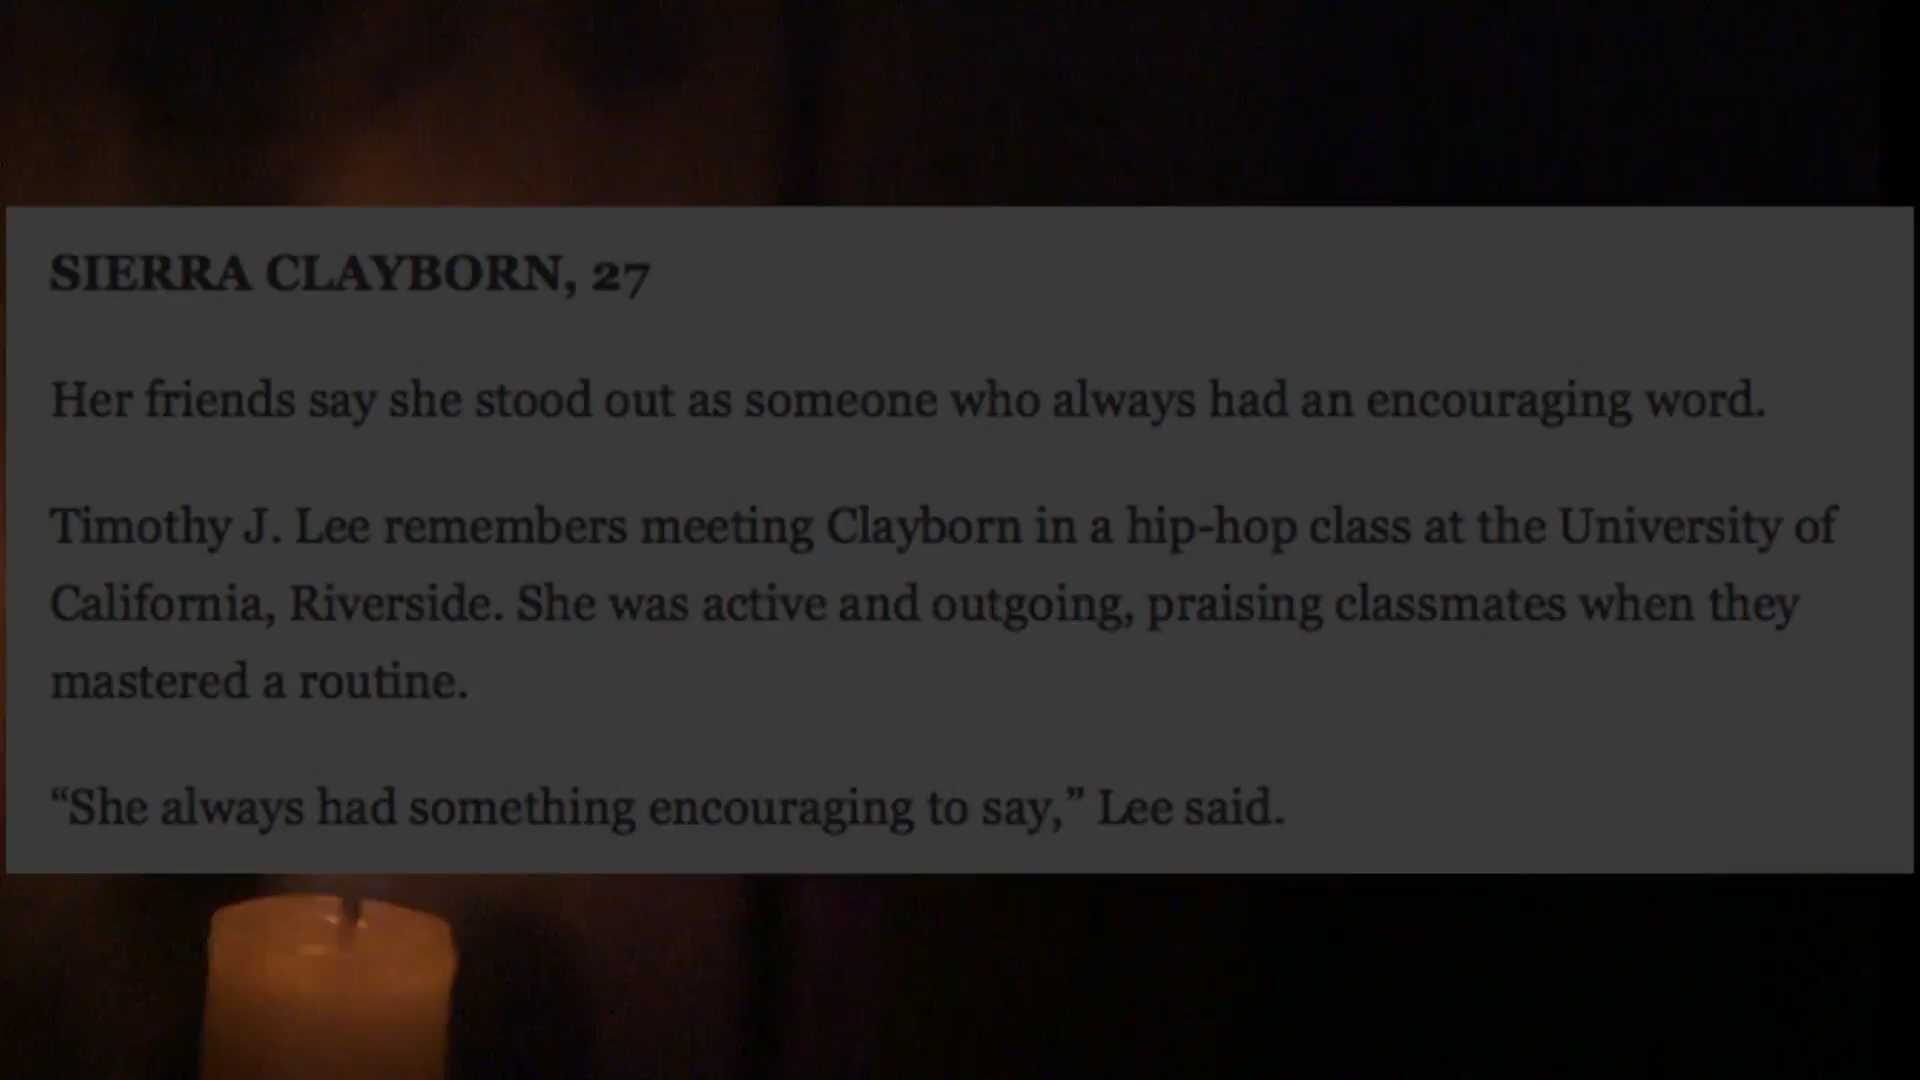 SIERRA CLAYBORN, 27
Her friends say she stood out as someone who always had an encouraging word.
Timothy J. Lee remembers meeting Clayborn in a hip-hop class at the University of
California, Riverside. She was active and outgoing, praising classmates when they
mastered a routine.
“She always had something encouraging to say,” Lee said.